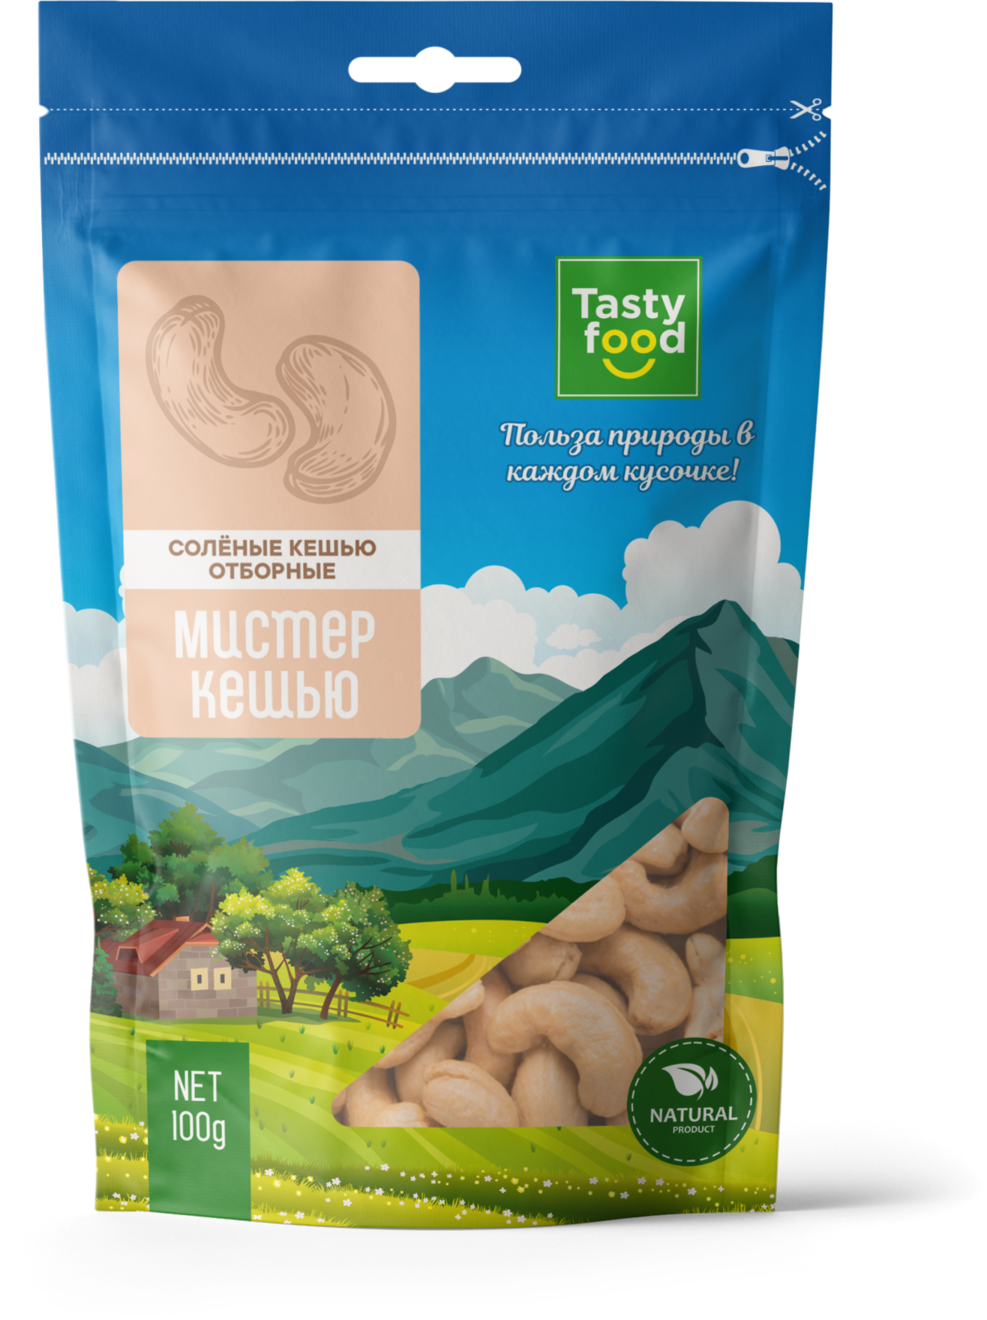 Tasty
food
Польза природы в
каждом кусочке!
СОЛЁНЫЕ КЕШЬЮ
ОТБОРНЫЕ
МИСТЕР
КЕШЬЮ
NET
100g
NATURAL
PRODUCT